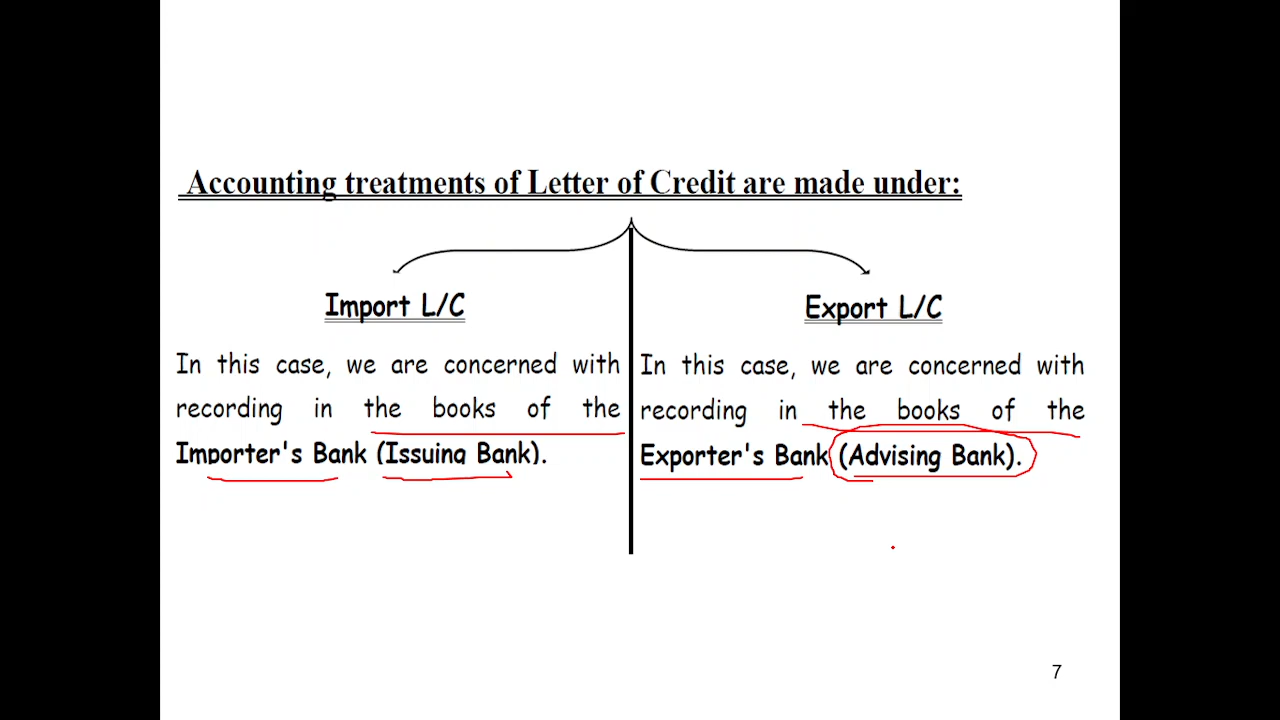 Accounting treatments of Letter of Credit are made under:
Import L/C
In this case, we are concerned with
recording in the books of the
Importer's Bank (Issuing Bank).
Export L/C
In this case, we are concerned with
recording in the books of the
Exporter's Bank (Advising Bank).
7